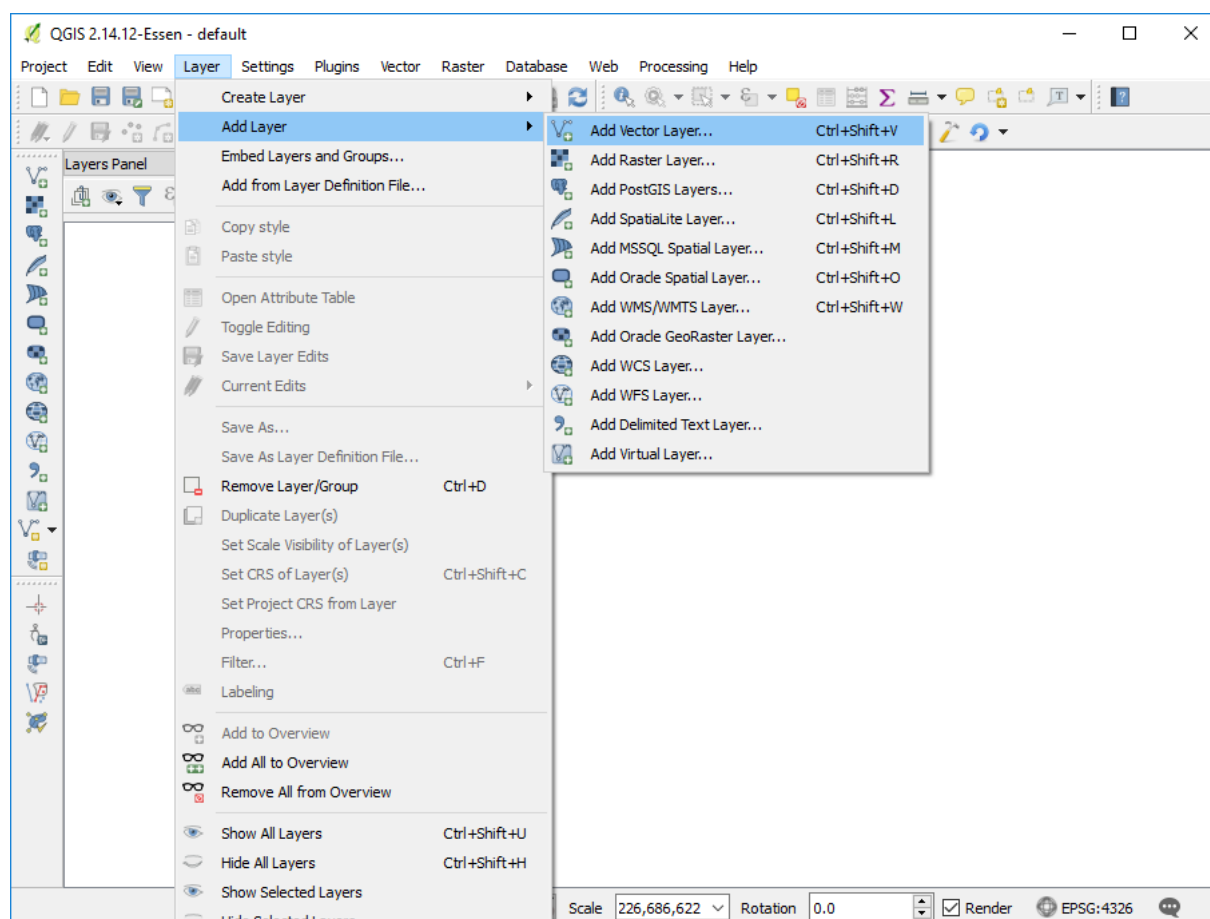 QGIS 2.14.12-Essen - default
Project Edit View Layer Settings Plugins Vector Raster Database Web Processing Help
Layers Panel
Create Layer
Add Layer
Embed Layers and Groups...
Add from Layer Definition File...
Copy style
Paste style
Open Attribute Table
Toggle Editing
Save Layer Edits
Current Edits
Save As...
Save As Layer Definition File...
Remove Layer/Group Ctrl+D
Duplicate Layer(s)
Set Scale Visibility of Layer(s)
Set CRS of Layer(s) Ctrl+Shift+C
Set Project CRS from Layer
Properties...
Filter... Ctrl+F
abc Labeling
Add to Overview
Add All to Overview
Remove All from Overview
Show All Layers Ctrl+Shift+U
Hide All Layers Ctrl+Shift+H
Show Selected Layers
Hide Selected Layers
Add Vector Layer... Ctrl+Shift+V
Add Raster Layer... Ctrl+Shift+R
Add PostGIS Layers... Ctrl+Shift+D
Add SpatiaLite Layer... Ctrl+Shift+L
Add MSSQL Spatial Layer... Ctrl+Shift+M
Add Oracle Spatial Layer... Ctrl+Shift+O
Add WMS/WMTS Layer... Ctrl+Shift+W
Add Oracle GeoRaster Layer...
Add WCS Layer...
Add WFS Layer...
Add Delimited Text Layer...
Add Virtual Layer...
Scale 226,686,622 Rotation 0.0 Render EPSG:4326